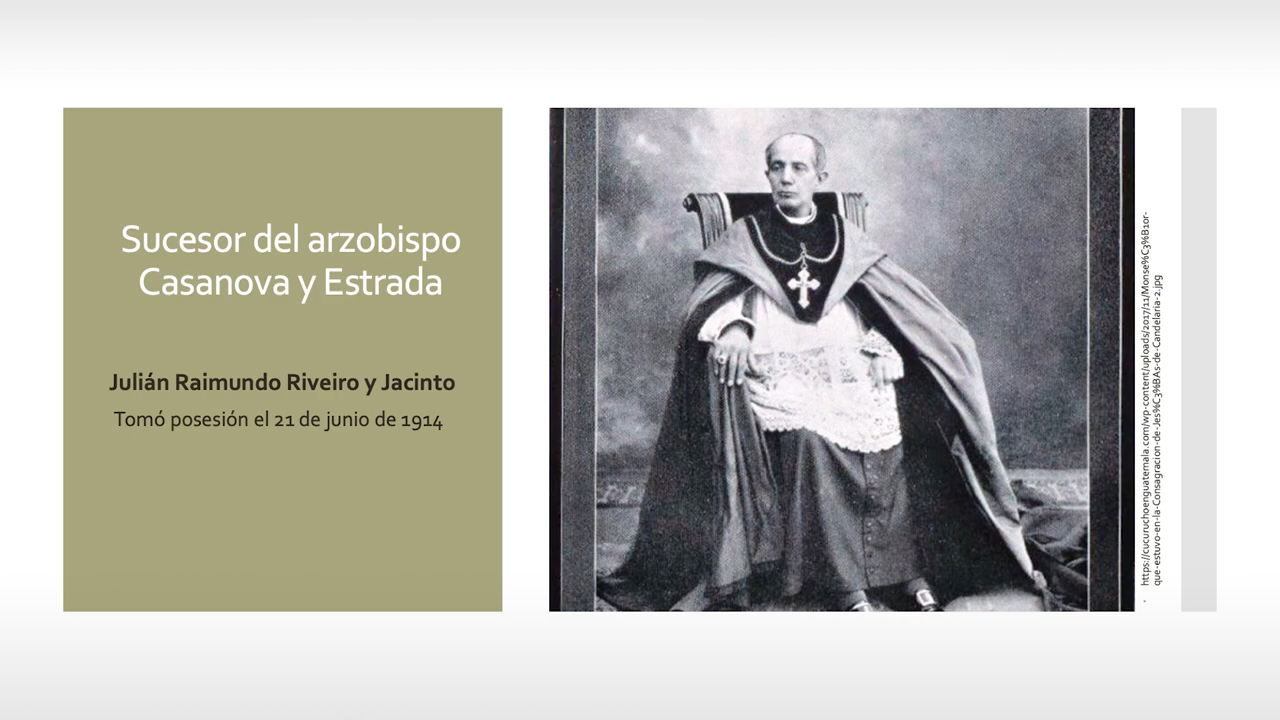 Sucesor del arzobispo
Casanova y Estrada
Julián Raimundo Riveiro y Jacinto
Tomó posesión el 21 de junio de 1914
https://cucuruchoenguatemala.com/wp-content/uploads/2017/11/Monse%C3%B1or-
que-estuvo-en-la-Consagracion-de-Jes%C3%BAs-de-Candelaria-2.jpg